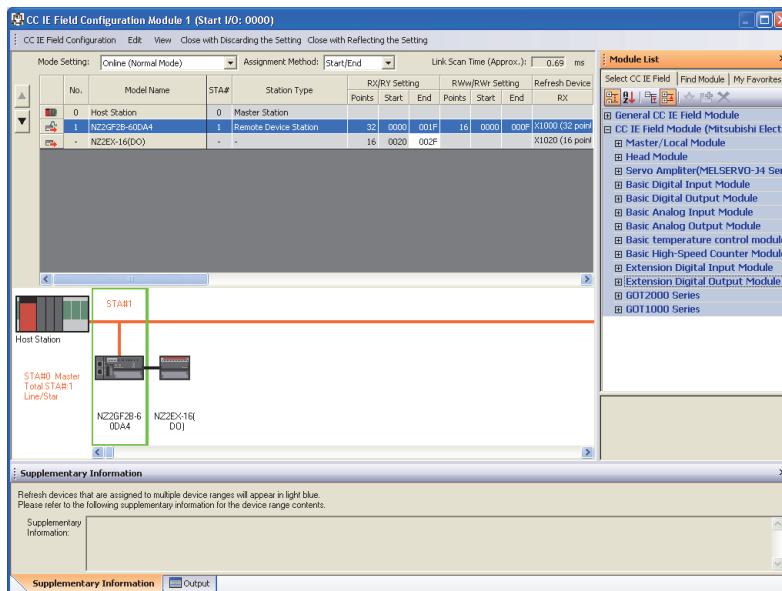 CC IE Field Configuration Module 1 (Start I/O: 0000)
CC IE Field Configuration Edit View Close with Discarding the Setting Close with Reflecting the Setting
Mode Setting: Online (Normal Mode) Assignment Method: Start/End Link Scan Time (Approx.): 0.69 ms
No. Model Name STA# Station Type RX/RY Setting RWw/RWr Setting Refresh Device
Points Start End Points Start End RX
0 Host Station 0 Master Station
1 NZ2GF2B-60DA4 1 Remote Device Station 32 0000 001F 16 0000 000F X1000 (32 poin
- NZ2EX-16(DO) - - 16 0020 002F X1020 (16 poin
Module List
Select CC IE Field Find Module My Favorites
General CC IE Field Module
CC IE Field Module (Mitsubishi Elect
Master/Local Module
Head Module
Servo Ampliter(MELSERVO-J4 Ser
Basic Digital Input Module
Basic Digital Output Module
Basic Analog Input Module
Basic Analog Output Module
Basic temperature control modul
Basic High-Speed Counter Modul
Extension Digital Input Module
Extension Digital Output Module
GOT2000 Series
GOT1000 Series
STA#1
Host Station
STA#0 Master
Total STA#:1
Line/Star
NZ2GF2B-6
0DA4
NZ2EX-16(
DO)
Supplementary Information
Refresh devices that are assigned to multiple device ranges will appear in light blue.
Please refer to the following supplementary information for the device range contents.
Supplementary
Information:
Supplementary Information Output